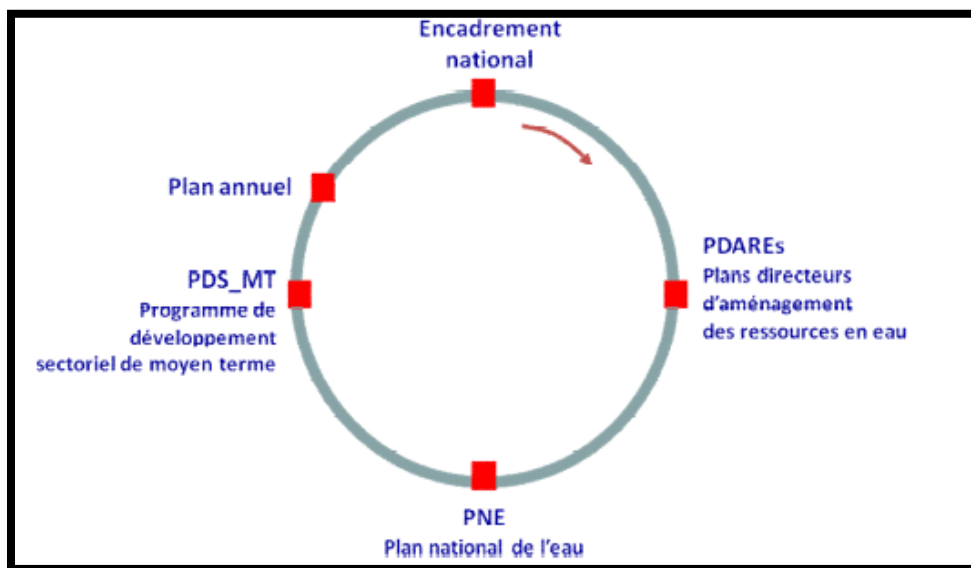 Encadrement
national
Plan annuel
PDS_MT
Programme de
développement
sectoriel de moyen terme
PDAREs
Plans directeurs
d'aménagement
des ressources en eau
PNE
Plan national de l'eau